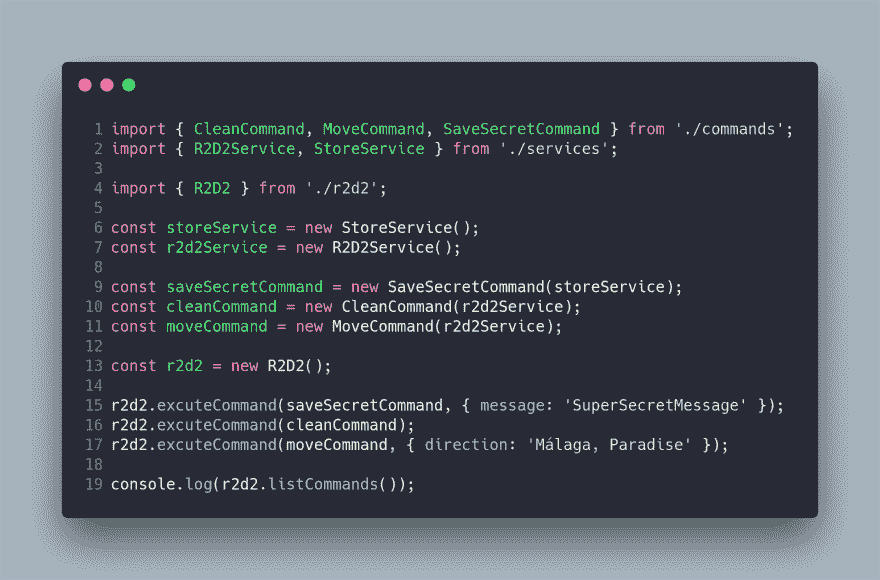 1 import { CleanCommand, MoveCommand, SaveSecretCommand } from './commands';
2 import { R2D2Service, StoreService } from './services';
3
4 import { R2D2 } from './r2d2';
5
6 const storeService = new StoreService();
7 const r2d2Service = new R2D2Service();
8
9 const saveSecretCommand = new SaveSecretCommand(storeService);
10 const cleanCommand = new CleanCommand(r2d2Service);
11 const moveCommand = new MoveCommand(r2d2Service);
12
13 const r2d2 = new R2D2();
14
15 r2d2.excuteCommand(saveSecretCommand, { message: 'SuperSecretMessage' });
16 r2d2.excuteCommand(cleanCommand);
17 r2d2.excuteCommand(moveCommand, { direction: 'Málaga, Paradise' });
18
19 console.log(r2d2.listCommands());